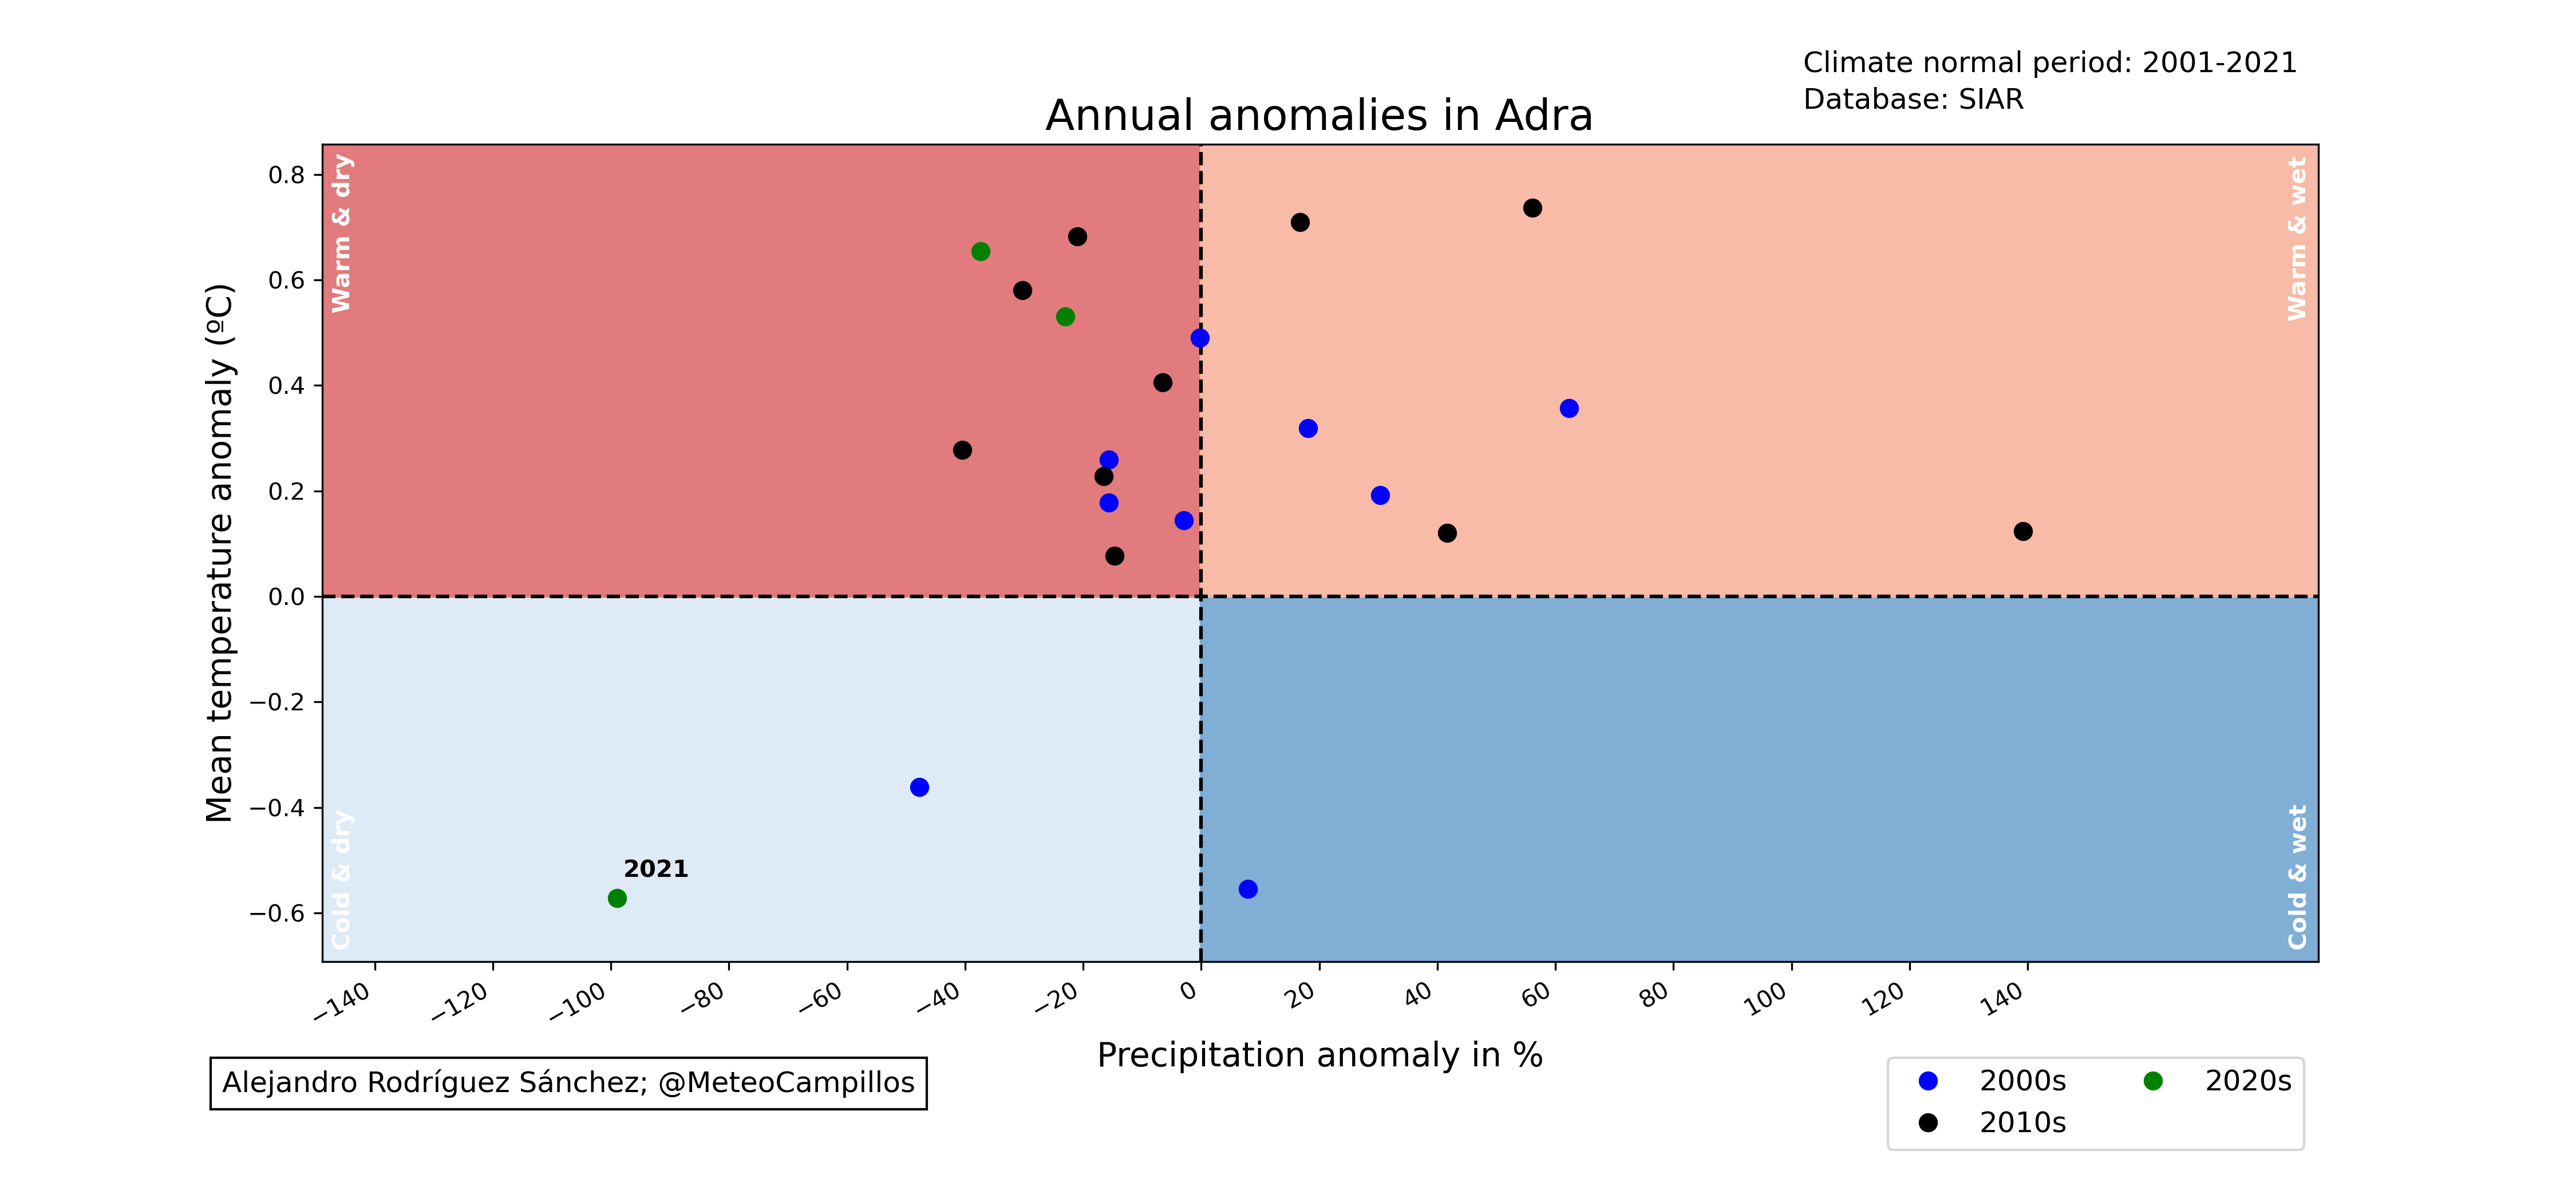 Climate normal period: 2001-2021
Database: SIAR
Annual anomalies in Adra
Warm & dry
Warm & wet
Mean temperature anomaly (ºC)
0.8
0.6
0.4
0.2
0.0
−0.2
−0.4
−0.6
2021
Cold & dry
Cold & wet
−140
−120
−100
−80
−60
−40
−20
0
20
40
60
80
100
120
140
Precipitation anomaly in %
Alejandro Rodríguez Sánchez; @MeteoCampillos
2000s
2010s
2020s